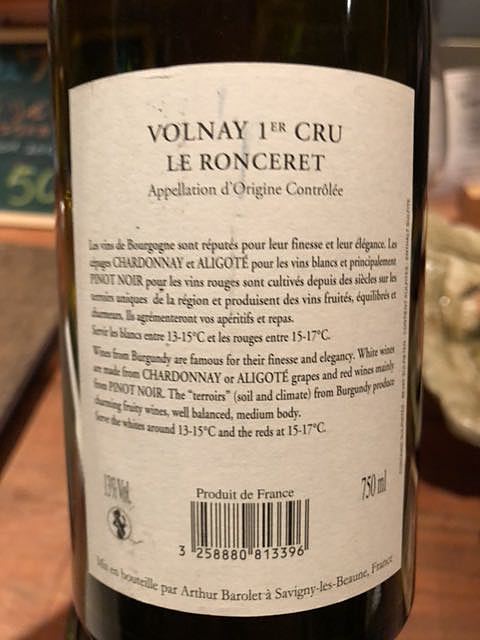 VOLNAY 1ER CRU
LE RONCERET
Appellation d'Origine Contrôlée
Les vins de Bourgogne sont réputés pour leur finesse et leur élégance. Les
cépages CHARDONNAY et ALIGOTÉ pour les vins blancs et principalement
PINOT NOIR pour les vins rouges sont cultivés depuis des siècles sur les
terroirs uniques de la région et produisent des vins fruités, équilibrés et
charmeurs. Ils agrémenteront vos apéritifs et repas.
Servir les blancs entre 13-15°C et les rouges entre 15-17°C.
Wines from Burgundy are famous for their finesse and elegancy. White wines
are made from CHARDONNAY or ALIGOTÉ grapes and red wines mainly
from PINOT NOIR. The "terroirs" (soil and climate) from Burgundy produce
charming fruity wines, well balanced, medium body.
Serve the whites around 13-15°C and the reds at 15-17°C.
13% Vol.
Produit de France
750 ml
3 258880 813396
Mis en bouteille par Arthur Barolet à Savigny-lès-Beaune, France
50